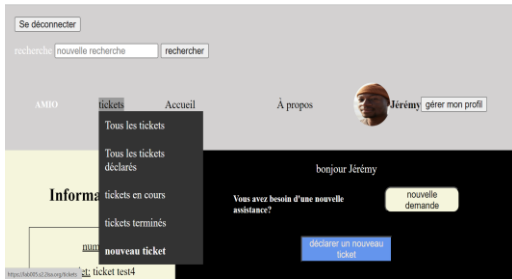 Se déconnecter
recherche nouvelle recherche rechercher
AMIO tickets Accueil À propos Jérémy gérer mon profil
Tous les tickets
Tous les tickets
déclarés
tickets en cours
tickets terminés
nouveau ticket
bonjour Jérémy
Informa
Vous avez besoin d'une nouvelle
assistance?
nouvelle
demande
déclarer un nouveau
ticket
num
et: ticket test4